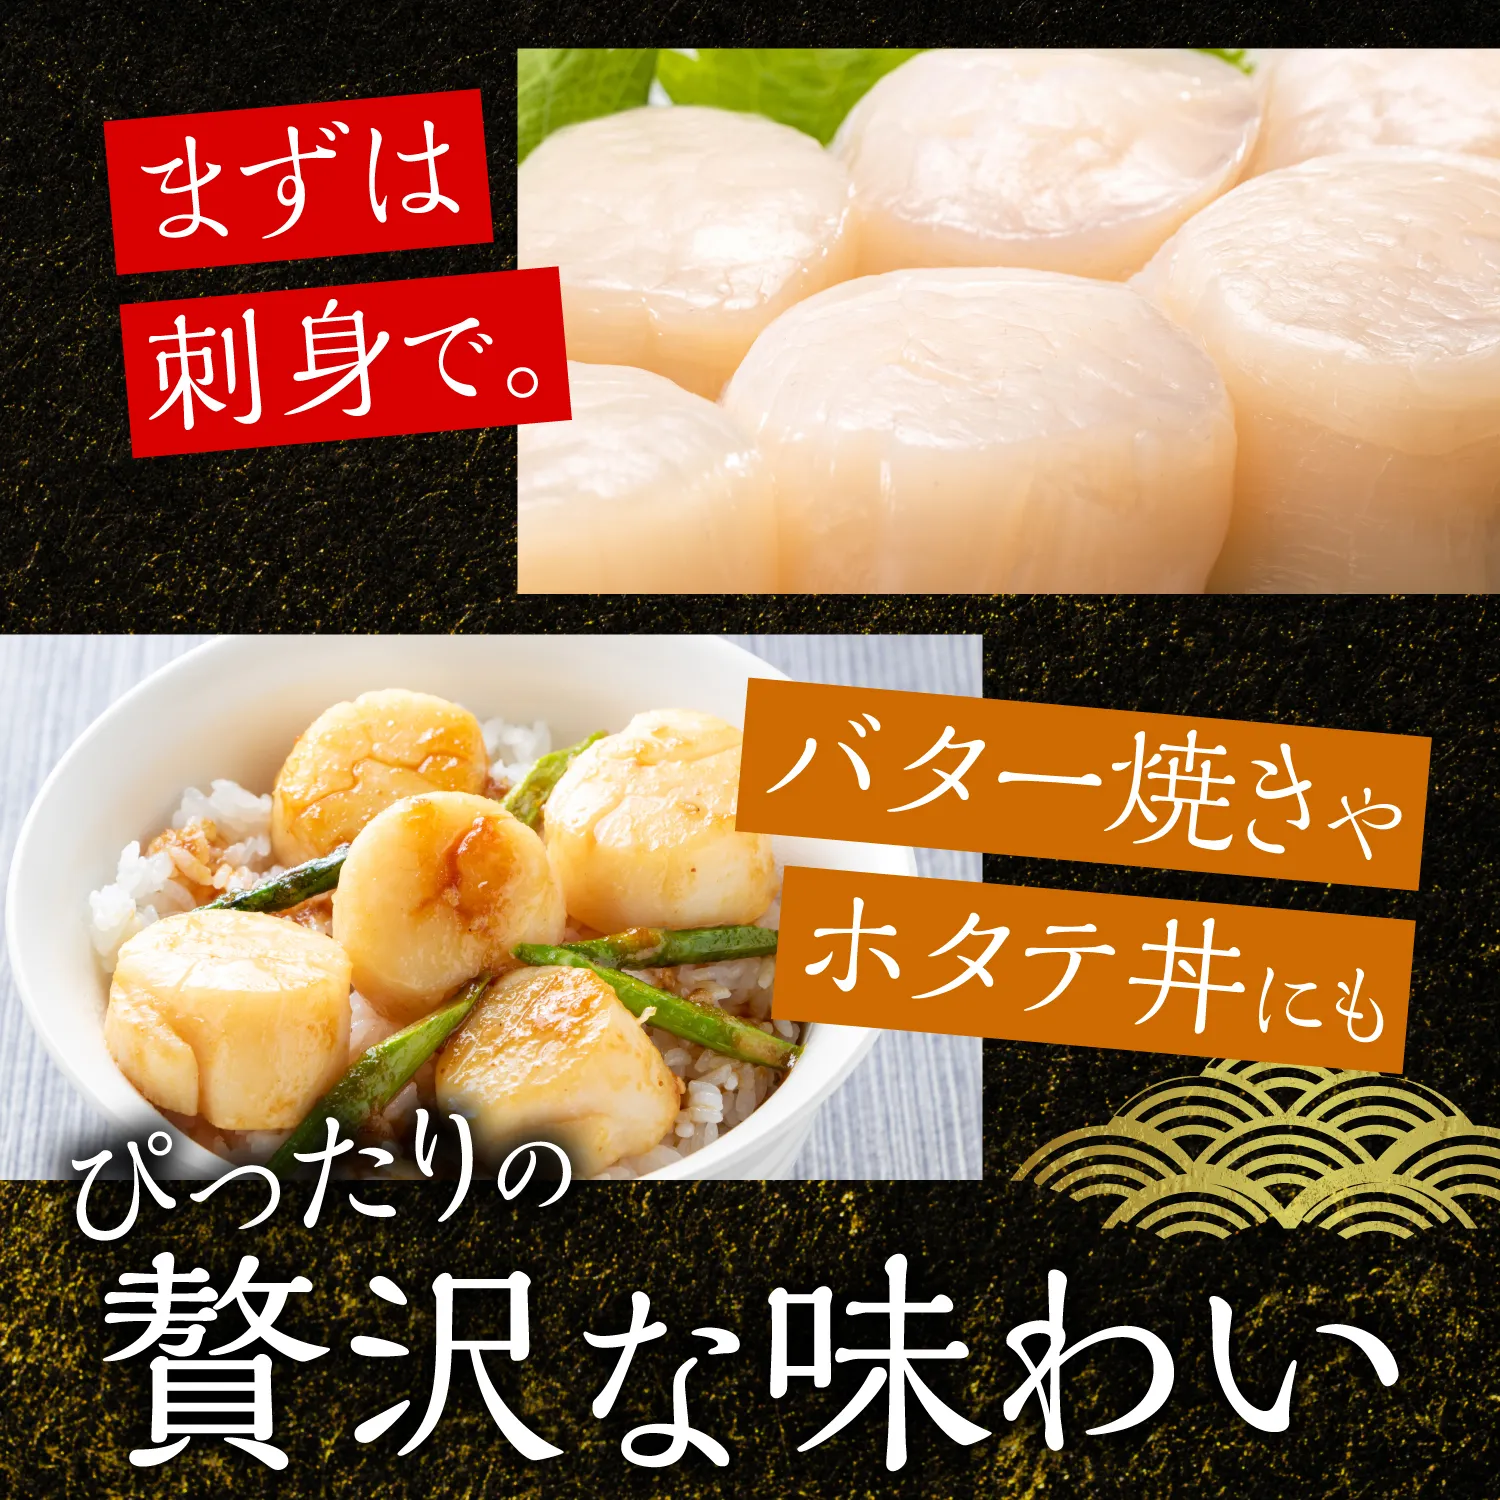 まずは
刺身で。
バター焼きや
ホタテ丼にも
ぴったりの
贅沢な味わい